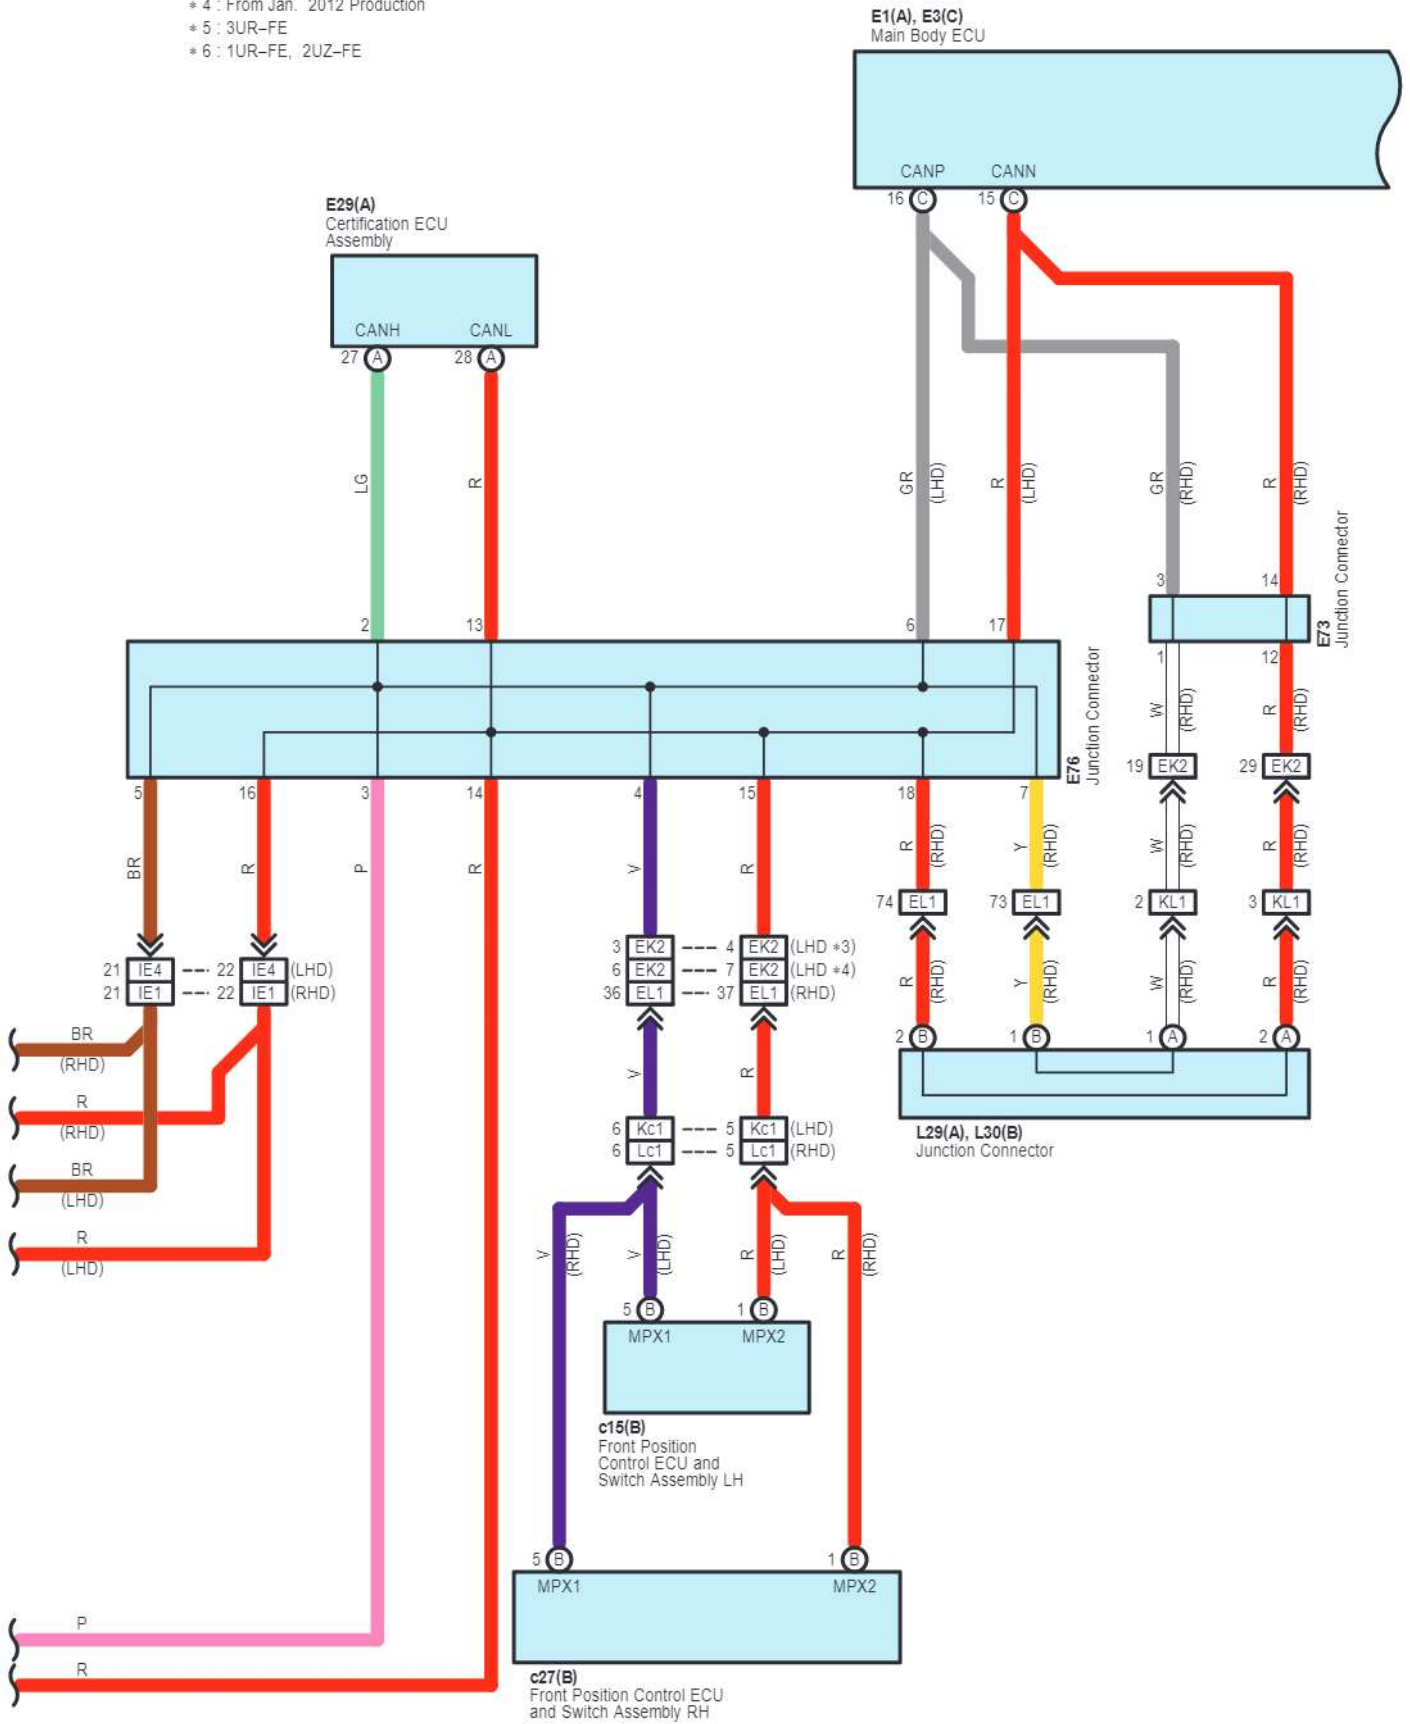 * 4 : From Jan. 2012 Production
* 5 : 3UR–FE
* 6 : 1UR–FE, 2UZ–FE
E1(A), E3(C)
Main Body ECU
CANP CANN
16 C 15 C
E29(A)
Certification ECU
Assembly
CANH CANL
27 A 28 A
LG R GR (LHD) R (LHD) GR (RHD) R (RHD)
3 14
E73
Junction Connector
2 13 6 17
1 12
E76
Junction Connector
W (RHD) R (RHD)
19 EK2 29 EK2
5 16 3 14 4 15 18 7
BR R P R V R R (RHD) Y (RHD) W (RHD) R (RHD)
74 EL1 73 EL1 2 KL1 3 KL1
3 EK2 4 EK2 (LHD *3)
21 IE4 22 IE4 (LHD) 6 EK2 7 EK2 (LHD *4)
21 IE1 22 IE1 (RHD) 36 EL1 37 EL1 (RHD)
R (RHD) Y (RHD) W (RHD) R (RHD)
2 B 1 B 1 A 2 A
BR
(RHD)
V R
R
(RHD)
6 Kc1 5 Kc1 (LHD)
6 Lc1 5 Lc1 (RHD)
L29(A), L30(B)
Junction Connector
BR
(LHD)
R
(LHD)
V (RHD) V (LHD) R (LHD) R (RHD)
5 B 1 B
MPX1 MPX2
c15(B)
Front Position
Control ECU and
Switch Assembly LH
5 B 1 B
MPX1 MPX2
P
R
c27(B)
Front Position Control ECU
and Switch Assembly RH